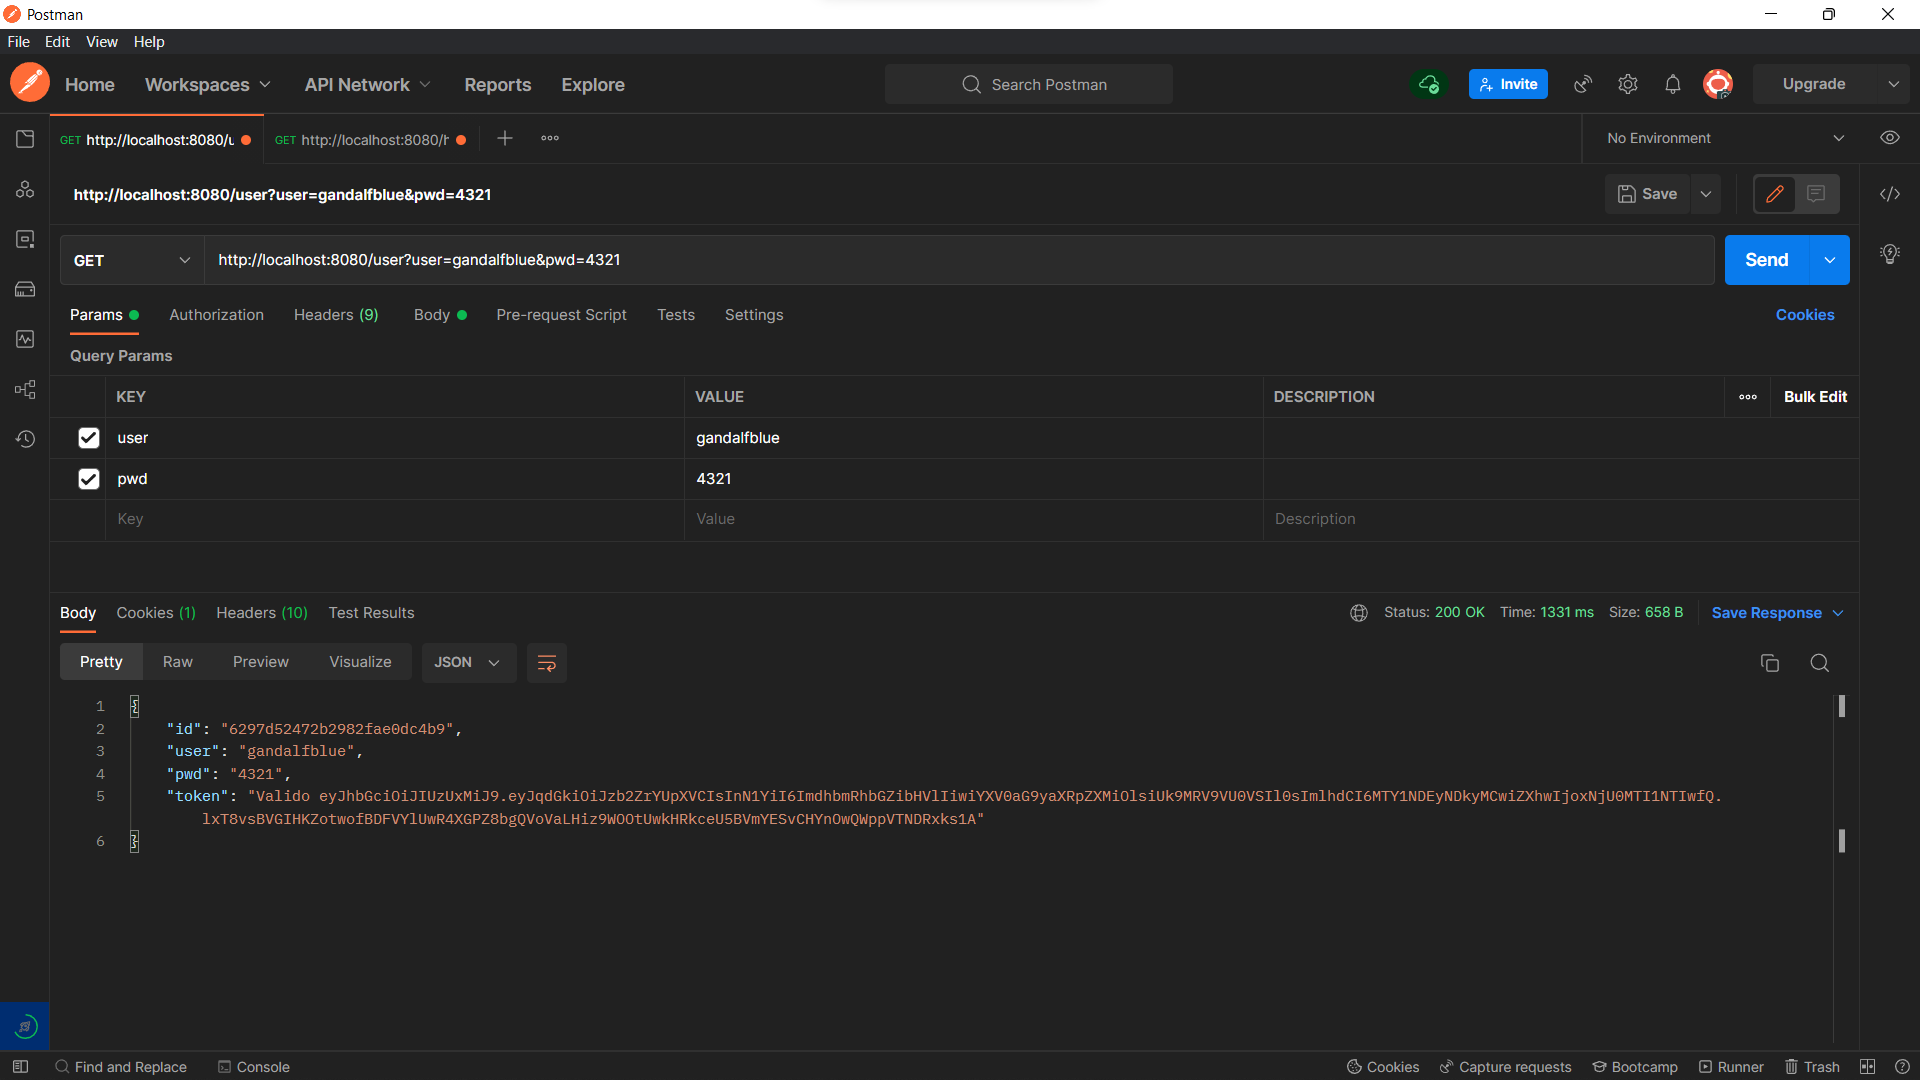 Postman
File Edit View Help
Home Workspaces API Network Reports Explore Search Postman Invite Upgrade
GET http://localhost:8080/u GET http://localhost:8080/h No Environment
http://localhost:8080/user?user=gandalfblue&pwd=4321 Save
GET http://localhost:8080/user?user=gandalfblue&pwd=4321 Send
Params Authorization Headers (9) Body Pre-request Script Tests Settings Cookies
Query Params
KEY VALUE DESCRIPTION Bulk Edit
user gandalfblue
pwd 4321
Key Value Description
Body Cookies (1) Headers (10) Test Results Status: 200 OK Time: 1331 ms Size: 658 B Save Response
Pretty Raw Preview Visualize JSON
1 {
2 "id": "6297d52472b2982fae0dc4b9",
3 "user": "gandalfblue",
4 "pwd": "4321",
5 "token": "Valido eyJhbGciOiJIUzUxMiJ9.eyJqdGkiOiJzb2ZrYUpXVCIsInN1YiI6ImdhbmRhbGZibHVlIiwiYXV0aG9yaXRpZXMiOlsiUk9MRV9VU0VSIl0sImlhdCI6MTY1NDEyNDkyMCwiZXhwIjoxNjU0MTI1NTIwfQ.
lxT8vsBVGIHKZotwofBDFVYlUwR4XGPZ8bgQVoVaLHiz9WOOtUwkHRkceU5BVmYESvCHYnOwQWppVTNDRxks1A"
6 }
Find and Replace Console Cookies Capture requests Bootcamp Runner Trash